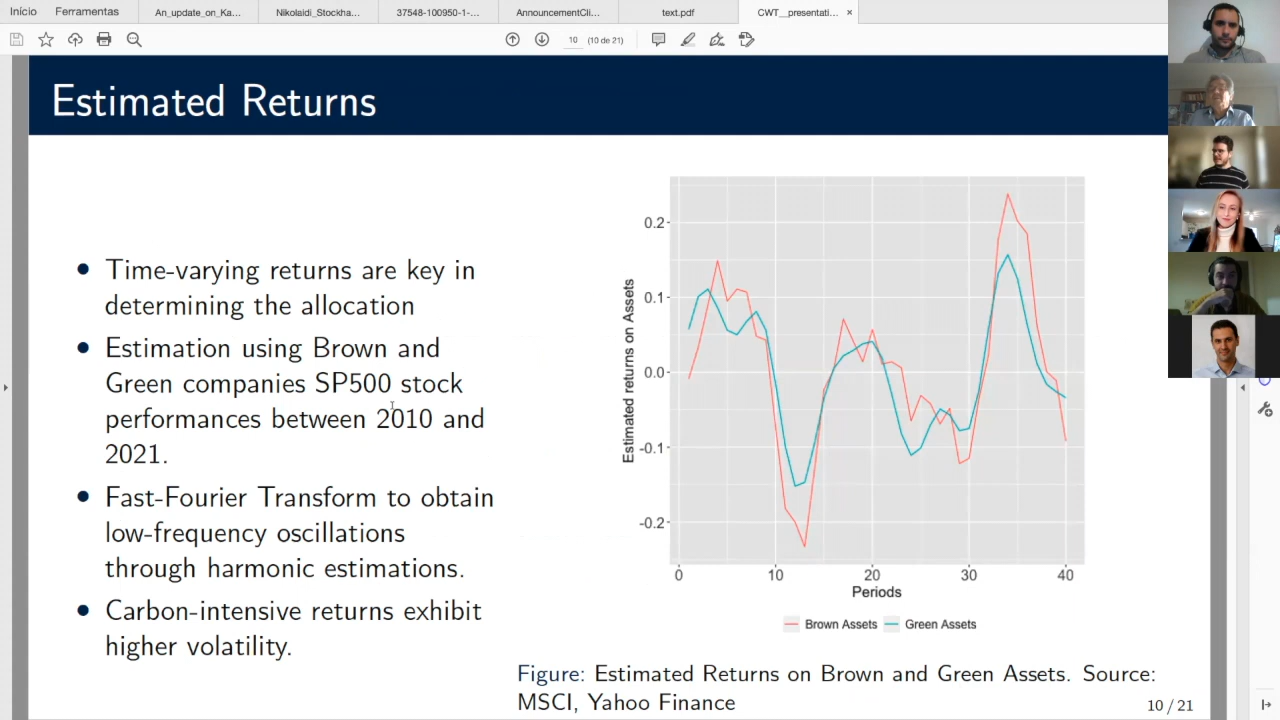 Início Ferramentas An_update_on_Ka... Nikolaidi_Stockha... 37548-100950-1-... AnnouncementCli... text.pdf CWT__presentati... ×
10 (10 de 21)
Estimated Returns
• Time-varying returns are key in
determining the allocation
• Estimation using Brown and
Green companies SP500 stock
performances between 2010 and
2021.
• Fast-Fourier Transform to obtain
low-frequency oscillations
through harmonic estimations.
• Carbon-intensive returns exhibit
higher volatility.
Estimated returns on Assets
0.2
0.1
0.0
-0.1
-0.2
0 10 20 30 40
Periods
Brown Assets Green Assets
Figure: Estimated Returns on Brown and Green Assets. Source:
MSCI, Yahoo Finance
10 / 21